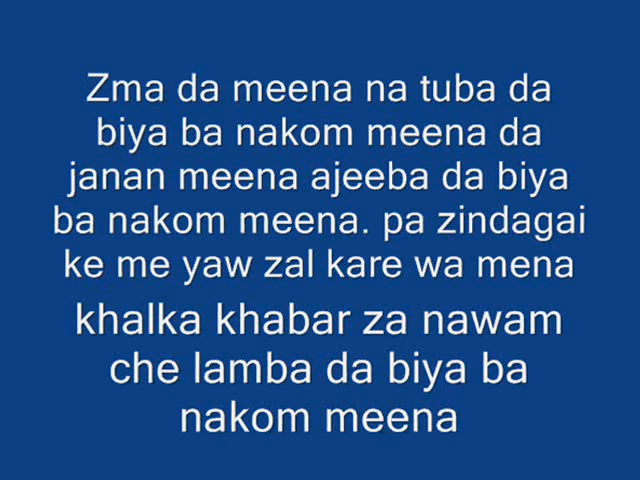 Zma da meena na tuba da
biya ba nakom meena da
janan meena ajeeba da biya
ba nakom meena. pa zindagai
ke me yaw zal kare wa mena
khalka khabar za nawam
che lamba da biya ba
nakom meena